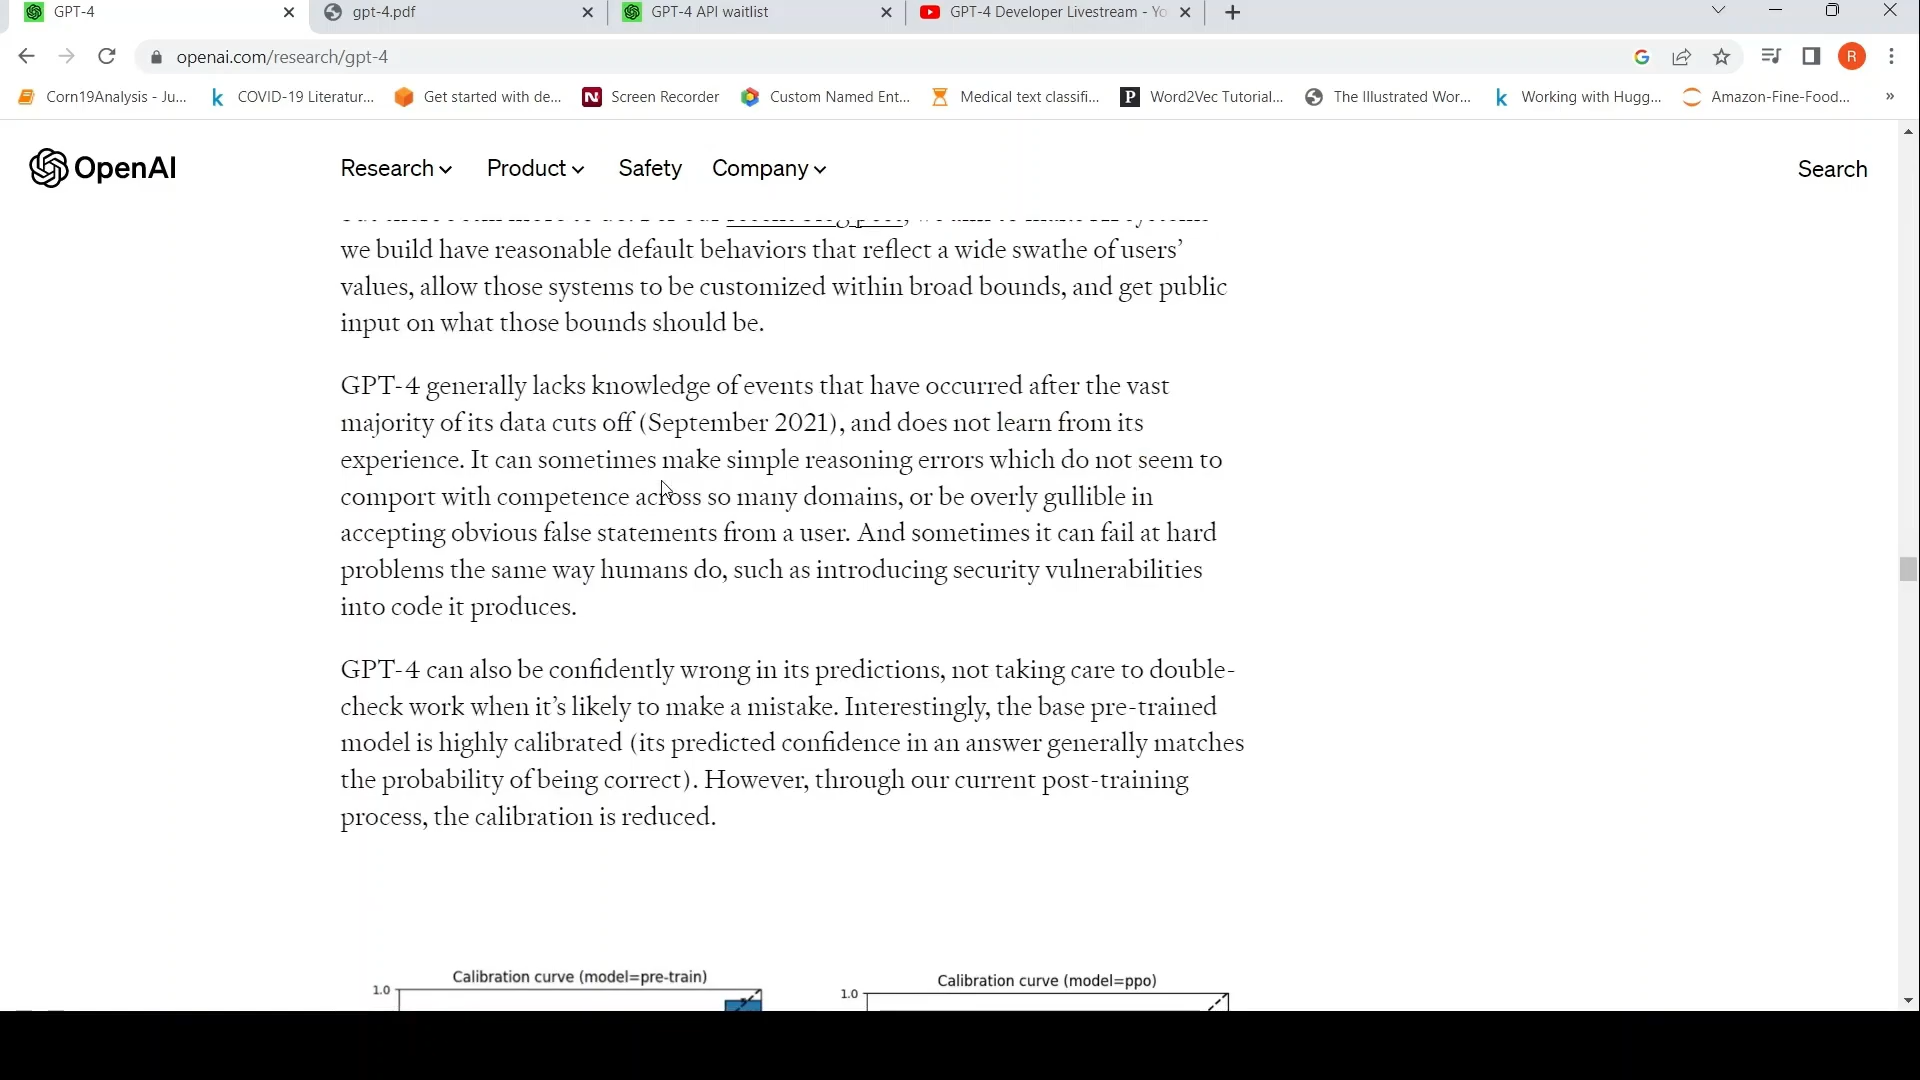 GPT-4
gpt-4.pdf
GPT-4 API waitlist
GPT-4 Developer Livestream - Yo
openai.com/research/gpt-4
R
Corn19Analysis - Ju...
COVID-19 Literatur...
Get started with de...
Screen Recorder
Custom Named Ent...
Medical text classifi...
Word2Vec Tutorial...
The Illustrated Wor...
Working with Hugg...
Amazon-Fine-Food...
OpenAI
Research
Product
Safety
Company
Search
we build have reasonable default behaviors that reflect a wide swathe of users’
values, allow those systems to be customized within broad bounds, and get public
input on what those bounds should be.
GPT-4 generally lacks knowledge of events that have occurred after the vast
majority of its data cuts off (September 2021), and does not learn from its
experience. It can sometimes make simple reasoning errors which do not seem to
comport with competence across so many domains, or be overly gullible in
accepting obvious false statements from a user. And sometimes it can fail at hard
problems the same way humans do, such as introducing security vulnerabilities
into code it produces.
GPT-4 can also be confidently wrong in its predictions, not taking care to double-
check work when it’s likely to make a mistake. Interestingly, the base pre-trained
model is highly calibrated (its predicted confidence in an answer generally matches
the probability of being correct). However, through our current post-training
process, the calibration is reduced.
Calibration curve (model=pre-train)
1.0
Calibration curve (model=ppo)
1.0